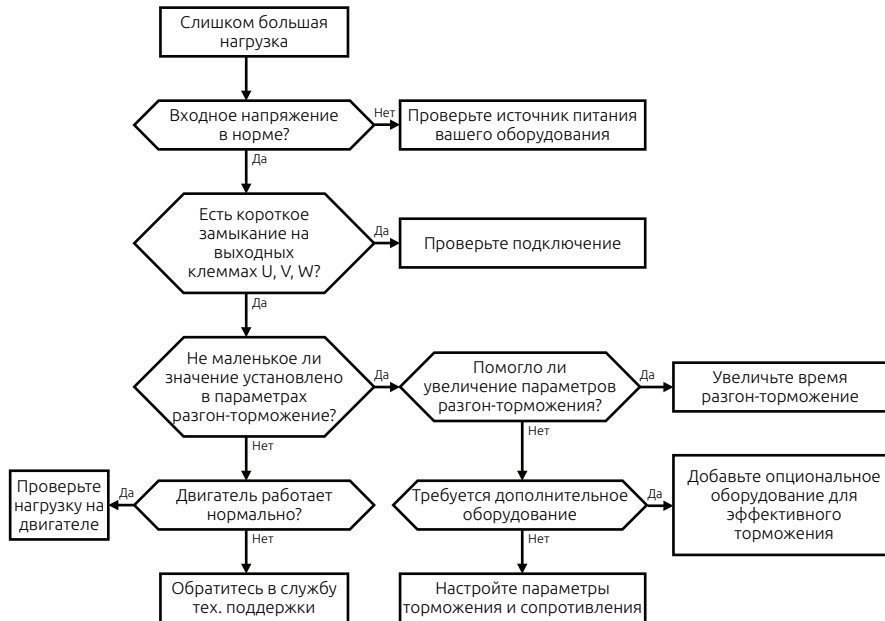 Слишком большая
нагрузка
Входное напряжение
в норме?
Нет
Проверьте источник питания
вашего оборудования
Да
Есть короткое
замыкание на
выходных
клеммах U, V, W?
Да
Проверьте подключение
Да
Не маленькое ли
значение установлено
в параметрах
разгон-торможение?
Да
Помогло ли
увеличение параметров
разгон-торможения?
Да
Увеличьте время
разгон-торможение
Нет
Нет
Проверьте
нагрузку на
двигателе
Да
Двигатель работает
нормально?
Требуется дополнительное
оборудование
Да
Добавьте опциональное
оборудование для
эффективного
торможения
Нет
Нет
Обратитесь в службу
тех. поддержки
Настройте параметры
торможения и сопротивления